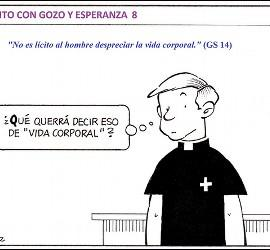 ITO CON GOZO Y ESPERANZA 8
"No es lícito al hombre despreciar la vida corporal." (GS 14)
¿QUÉ QUERRÁ DECIR ESO
DE "VIDA CORPORAL"?